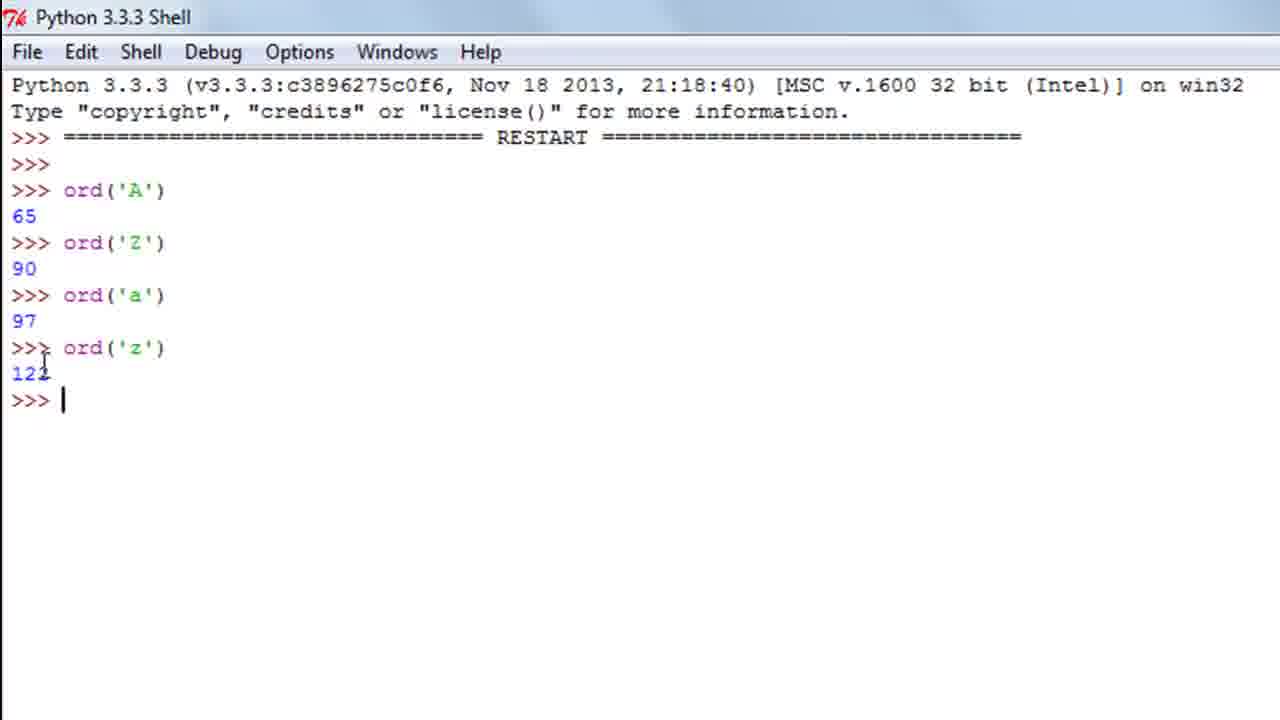 Python 3.3.3 Shell
File Edit Shell Debug Options Windows Help
Python 3.3.3 (v3.3.3:c3896275c0f6, Nov 18 2013, 21:18:40) [MSC v.1600 32 bit (Intel)] on win32
Type "copyright", "credits" or "license()" for more information.
>>> ================================ RESTART ================================
>>>
>>> ord('A')
65
>>> ord('Z')
90
>>> ord('a')
97
>>> ord('z')
122
>>>